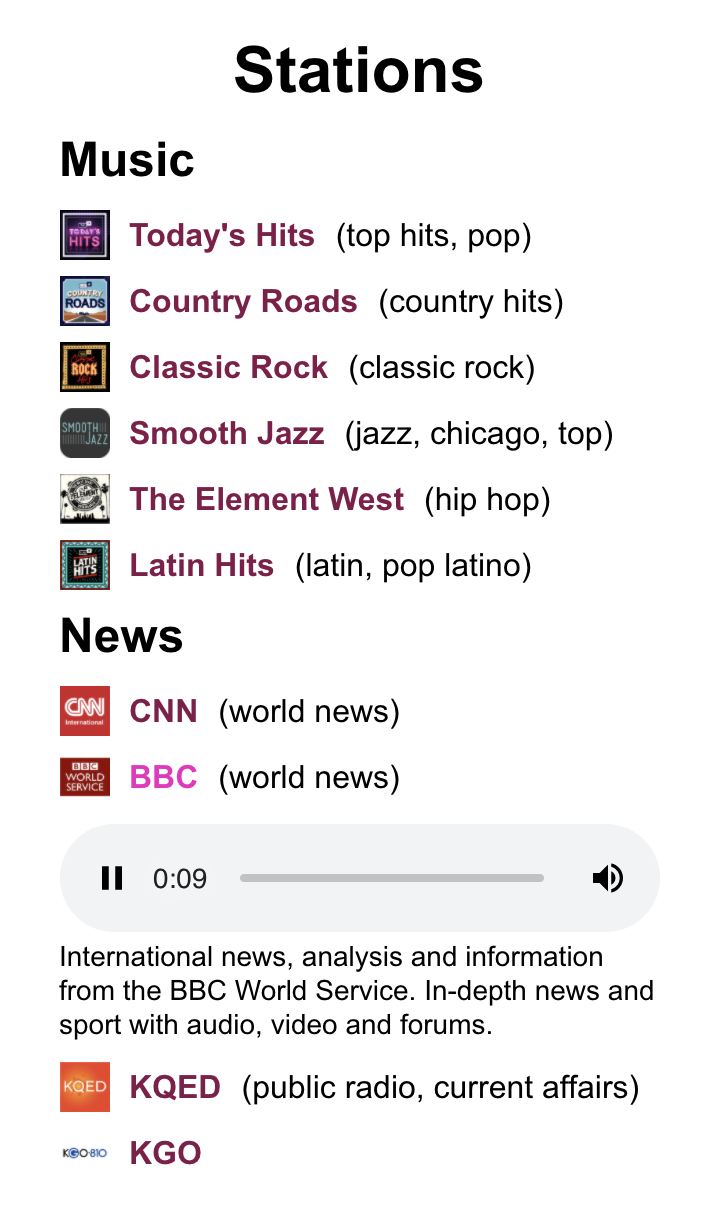 Stations
Music
TODAY'S
HITS
Today's Hits (top hits, pop)
COUNTRY
ROADS
Country Roads (country hits)
ROCK
Classic Rock (classic rock)
SMOOTH
JAZZ
Smooth Jazz (jazz, chicago, top)
ELEMENT
The Element West (hip hop)
LATIN
HITS
Latin Hits (latin, pop latino)
News
CNN
International
CNN (world news)
BBC
WORLD
SERVICE
BBC (world news)
0:09
International news, analysis and information
from the BBC World Service. In-depth news and
sport with audio, video and forums.
KQED
KQED (public radio, current affairs)
KGO·810
KGO